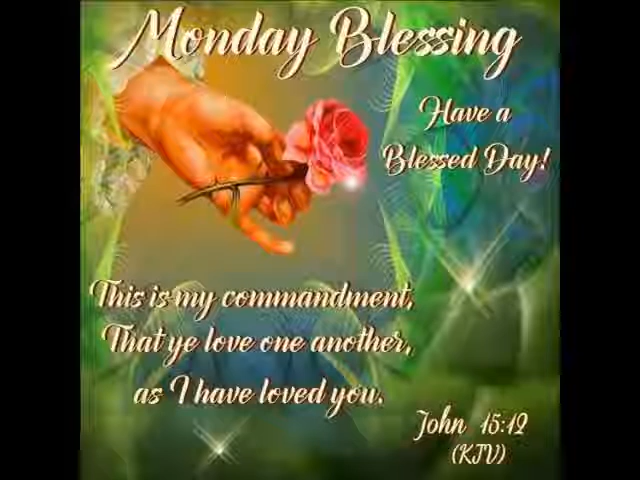 Monday Blessing
Have a
Blessed Day!
This is my commandment,
That ye love one another,
as I have loved you.
John 15:12
(KJV)